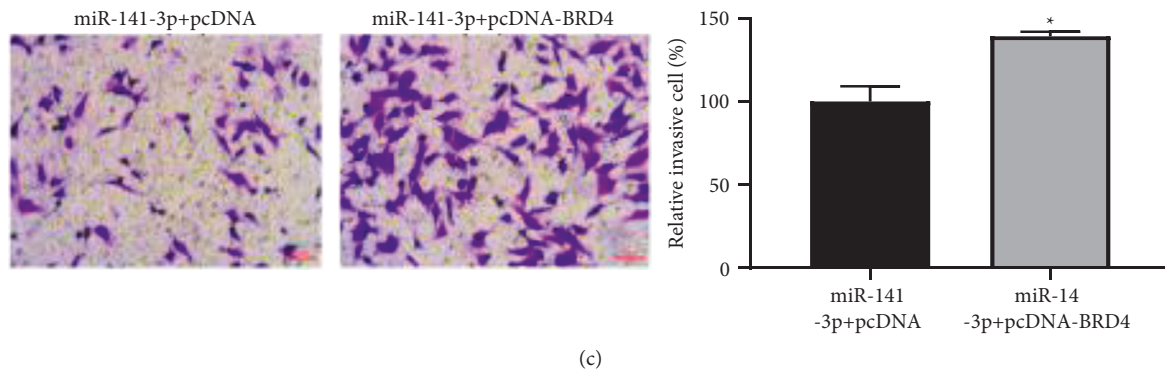 miR-141-3p+pcDNA
miR-141-3p+pcDNA-BRD4
Relative invasive cell (%)
150
100
50
0
*
miR-141
-3p+pcDNA
miR-14
-3p+pcDNA-BRD4
(c)